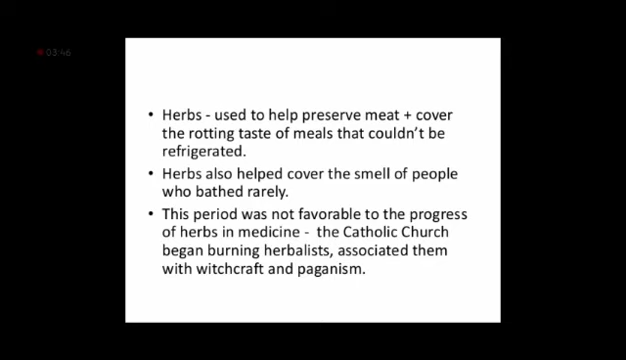 03:46
• Herbs - used to help preserve meat + cover
the rotting taste of meals that couldn't be
refrigerated.
• Herbs also helped cover the smell of people
who bathed rarely.
• This period was not favorable to the progress
of herbs in medicine - the Catholic Church
began burning herbalists, associated them
with witchcraft and paganism.